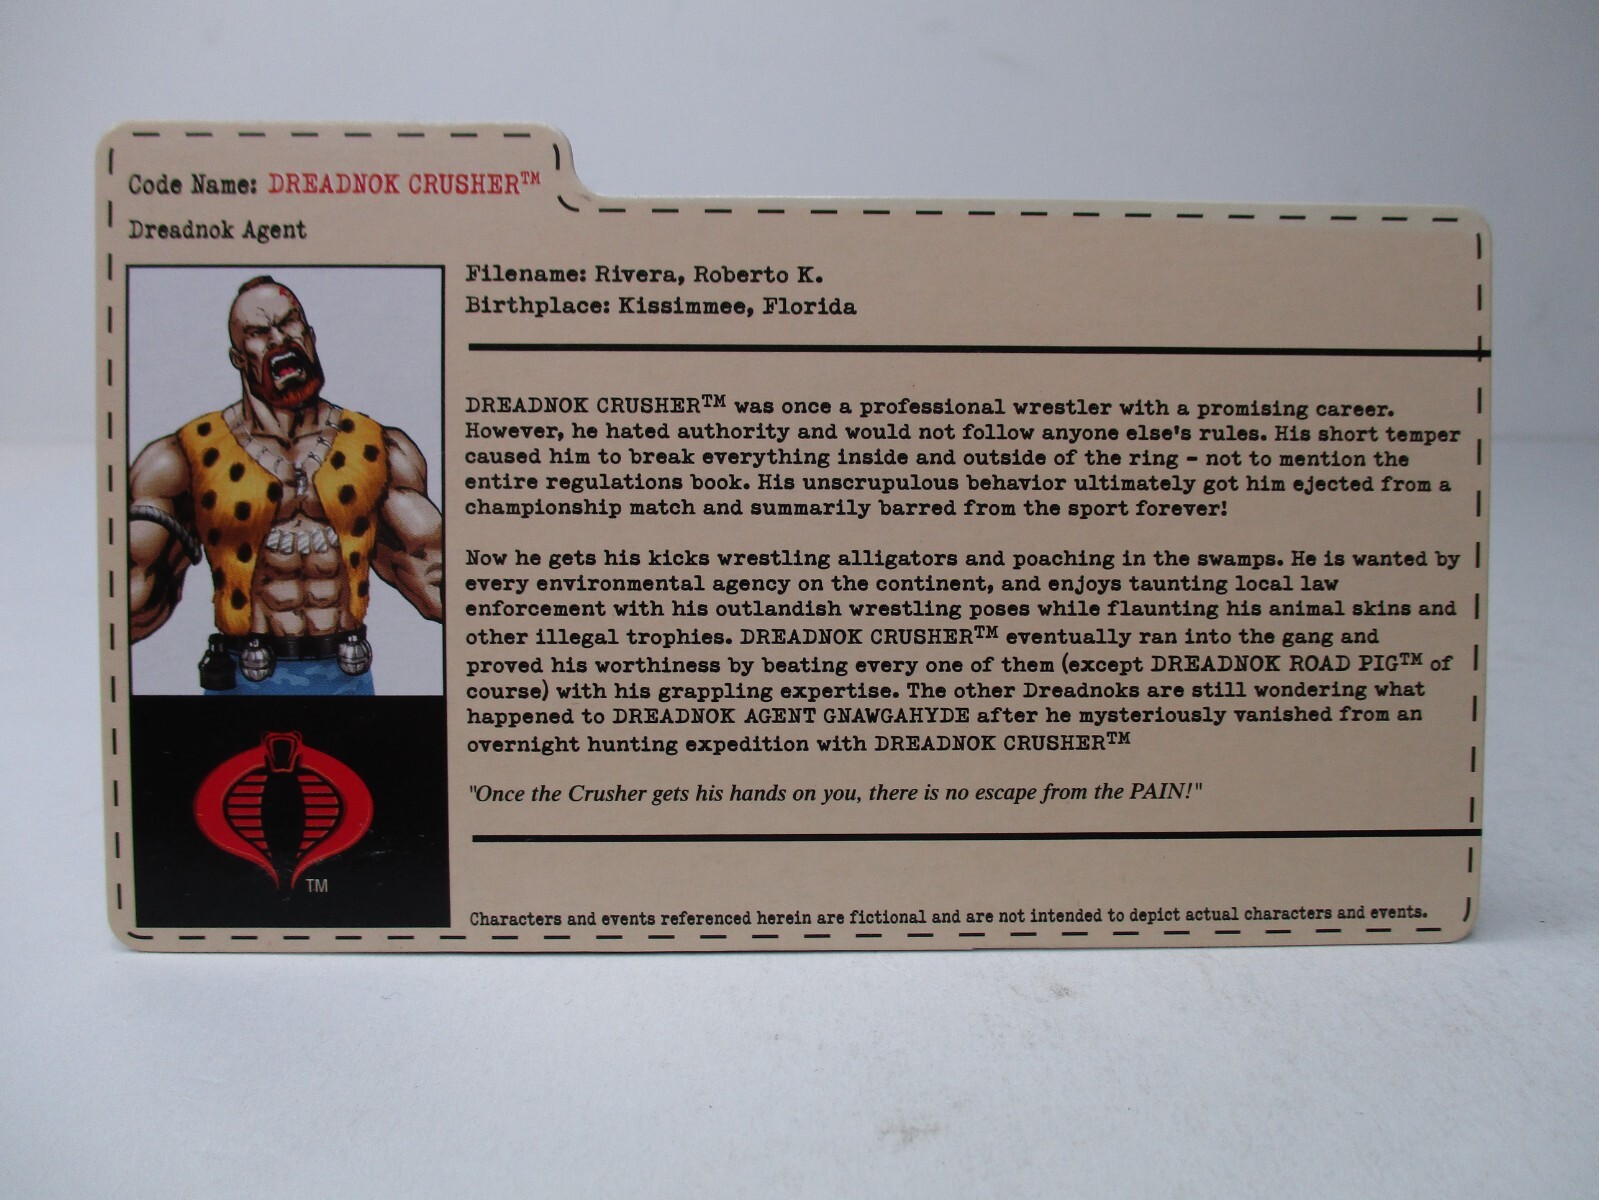 Code Name: DREADNOK CRUSHER™
Dreadnok Agent
Filename: Rivera, Roberto K.
Birthplace: Kissimmee, Florida
DREADNOK CRUSHER™ was once a professional wrestler with a promising career.
However, he hated authority and would not follow anyone else's rules. His short temper
caused him to break everything inside and outside of the ring - not to mention the
entire regulations book. His unscrupulous behavior ultimately got him ejected from a
championship match and summarily barred from the sport forever!
Now he gets his kicks wrestling alligators and poaching in the swamps. He is wanted by
every environmental agency on the continent, and enjoys taunting local law
enforcement with his outlandish wrestling poses while flaunting his animal skins and
other illegal trophies. DREADNOK CRUSHER™ eventually ran into the gang and
proved his worthiness by beating every one of them (except DREADNOK ROAD PIG™ of
course) with his grappling expertise. The other Dreadnoks are still wondering what
happened to DREADNOK AGENT GNAWGAHYDE after he mysteriously vanished from an
overnight hunting expedition with DREADNOK CRUSHER™
"Once the Crusher gets his hands on you, there is no escape from the PAIN!"
TM
Characters and events referenced herein are fictional and are not intended to depict actual characters and events.